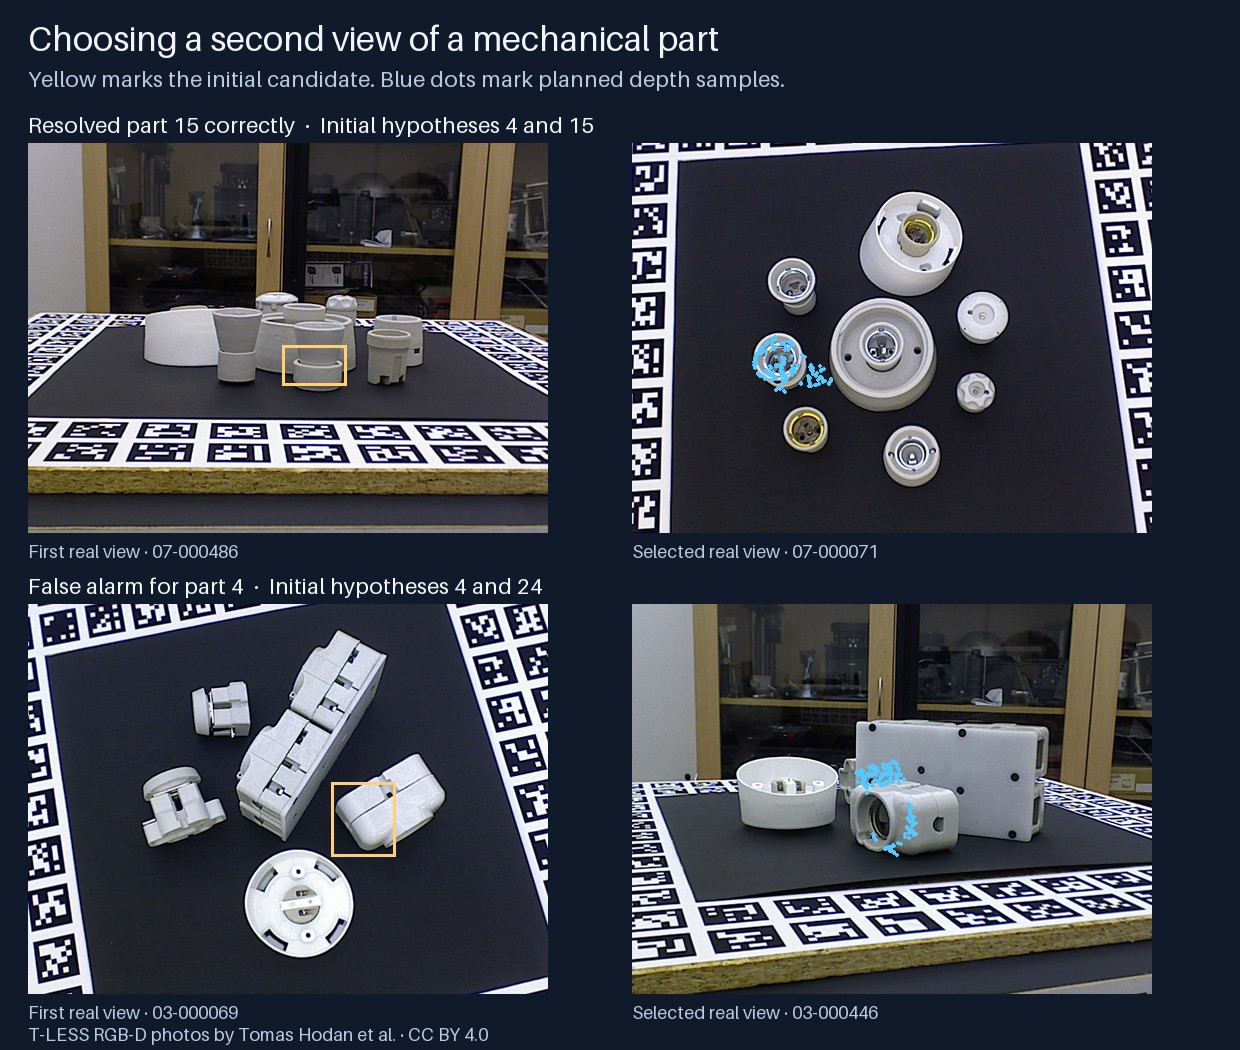 Choosing a second view of a mechanical part
Yellow marks the initial candidate. Blue dots mark planned depth samples.
Resolved part 15 correctly · Initial hypotheses 4 and 15
First real view · 07-000486
Selected real view · 07-000071
False alarm for part 4 · Initial hypotheses 4 and 24
First real view · 03-000069
Selected real view · 03-000446
T-LESS RGB-D photos by Tomas Hodan et al. · CC BY 4.0